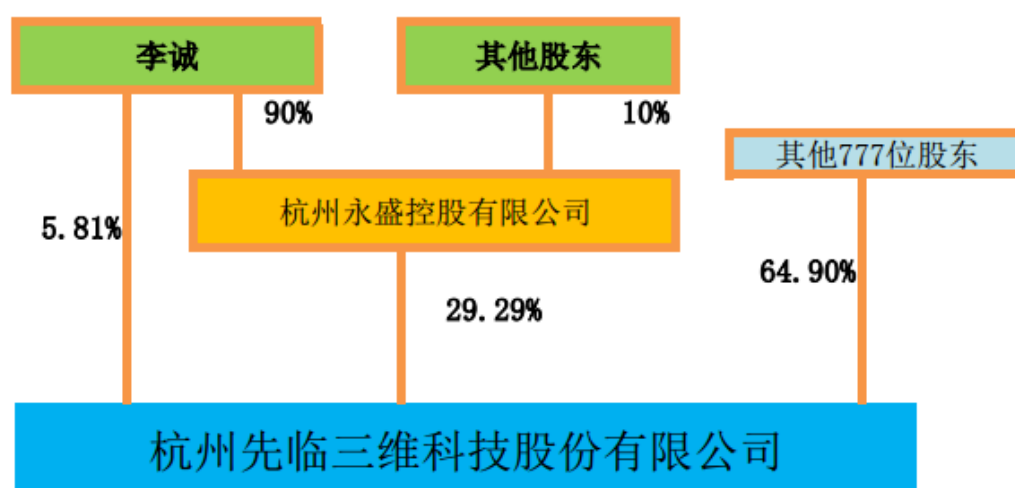 李诚
其他股东
90%
10%
其他777位股东
杭州永盛控股有限公司
5.81%
64.90%
29.29%
杭州先临三维科技股份有限公司